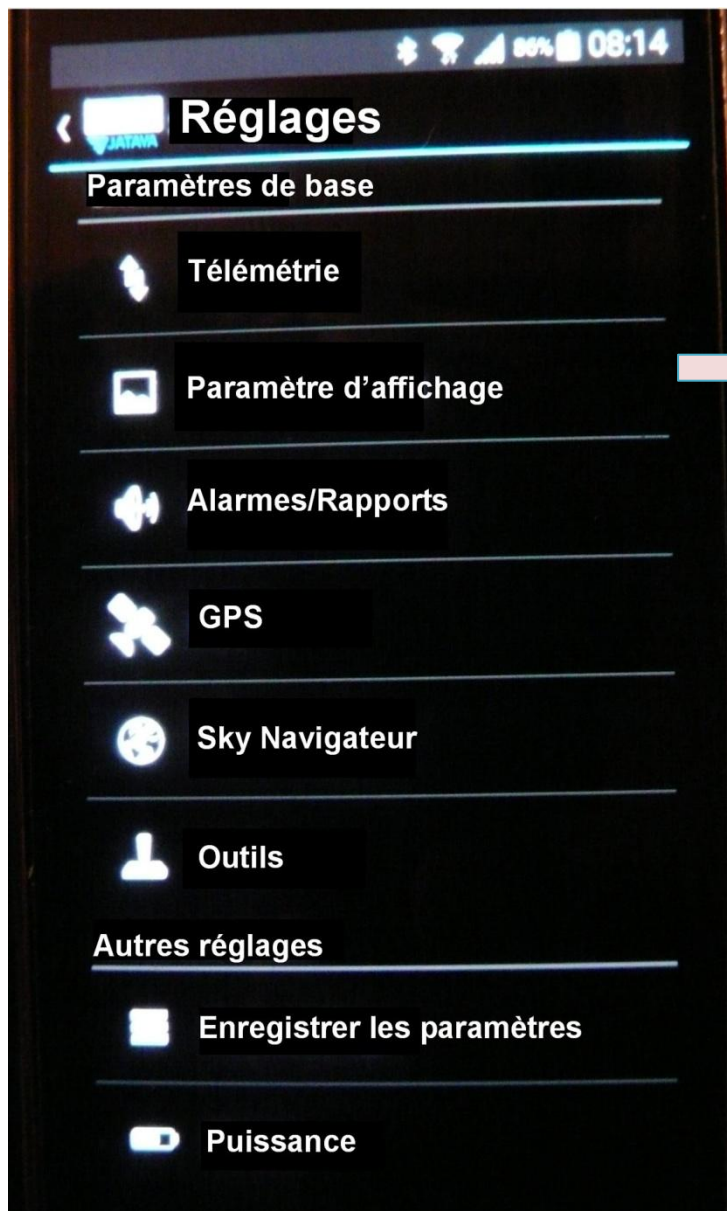 86% 08:14
Réglages
JATAYA
Paramètres de base
Télémétrie
Paramètre d’affichage
Alarmes/Rapports
GPS
Sky Navigateur
Outils
Autres réglages
Enregistrer les paramètres
Puissance